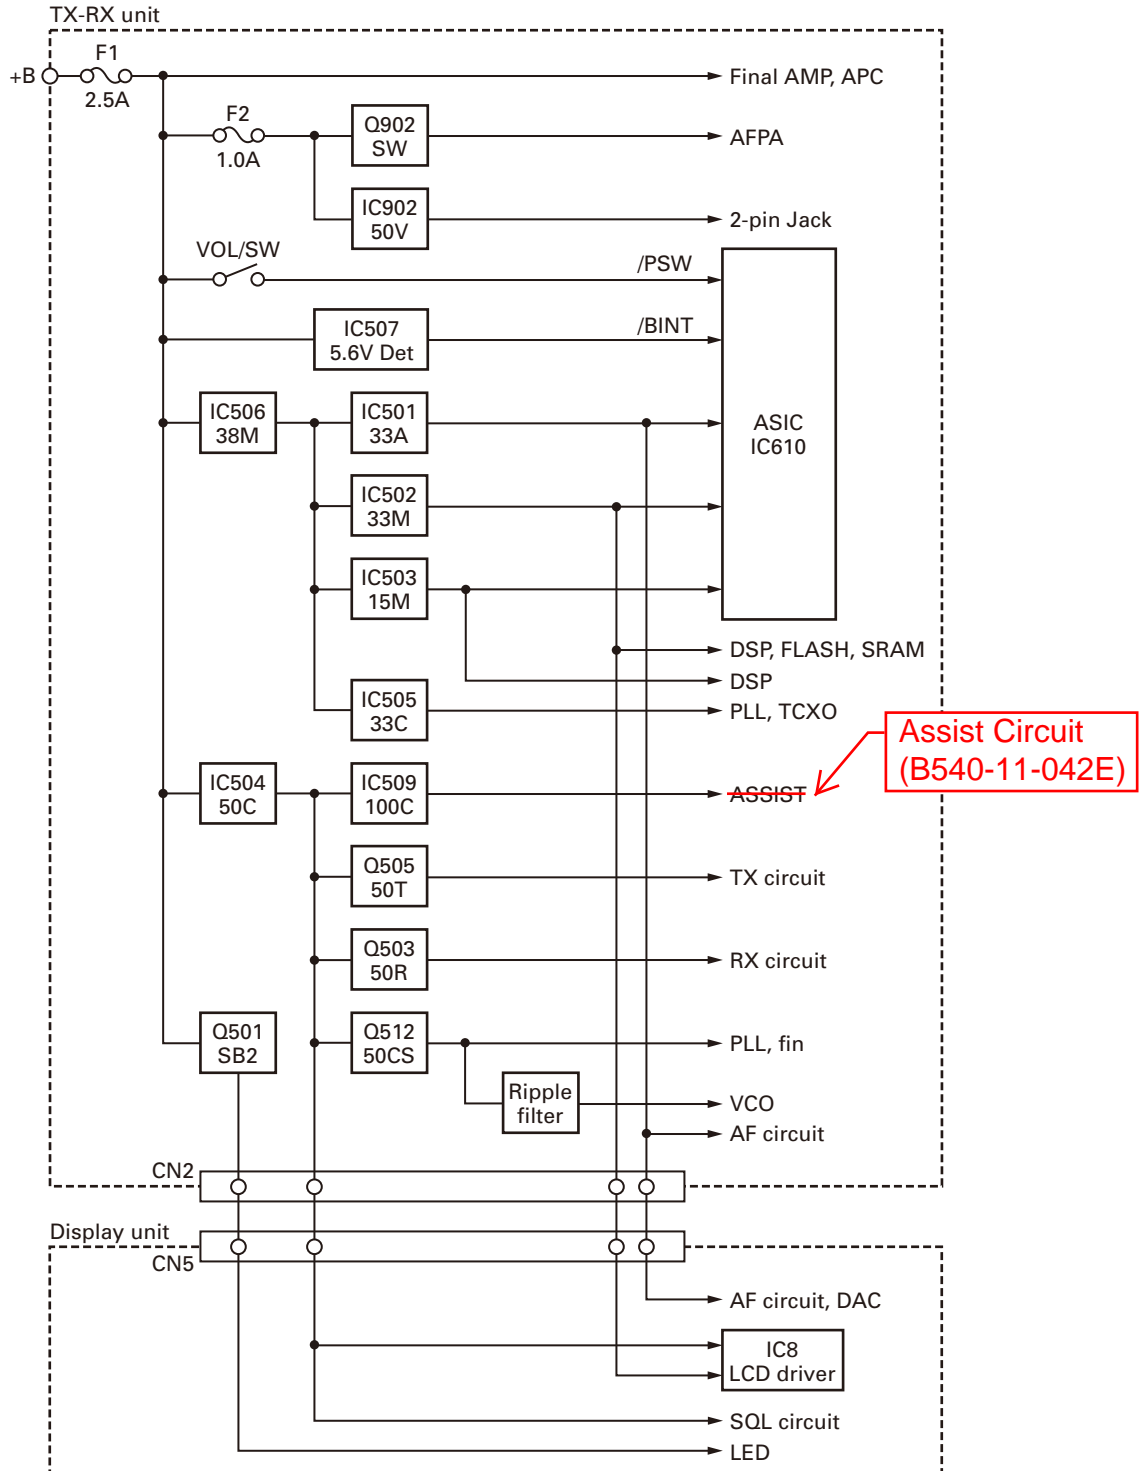 TX-RX unit
F1
+B
2.5A
Final AMP, APC
F2
1.0A
Q902
SW
AFPA
IC902
50V
2-pin Jack
VOL/SW
/PSW
IC507
5.6V Det
/BINT
ASIC
IC610
IC506
38M
IC501
33A
IC502
33M
IC503
15M
DSP, FLASH, SRAM
DSP
IC505
33C
PLL, TCXO
Assist Circuit
(B540-11-042E)
IC504
50C
IC509
100C
ASSIST
Q505
50T
TX circuit
Q503
50R
RX circuit
Q501
SB2
Q512
50CS
PLL, fin
Ripple
filter
VCO
AF circuit
CN2
Display unit
CN5
AF circuit, DAC
IC8
LCD driver
SQL circuit
LED